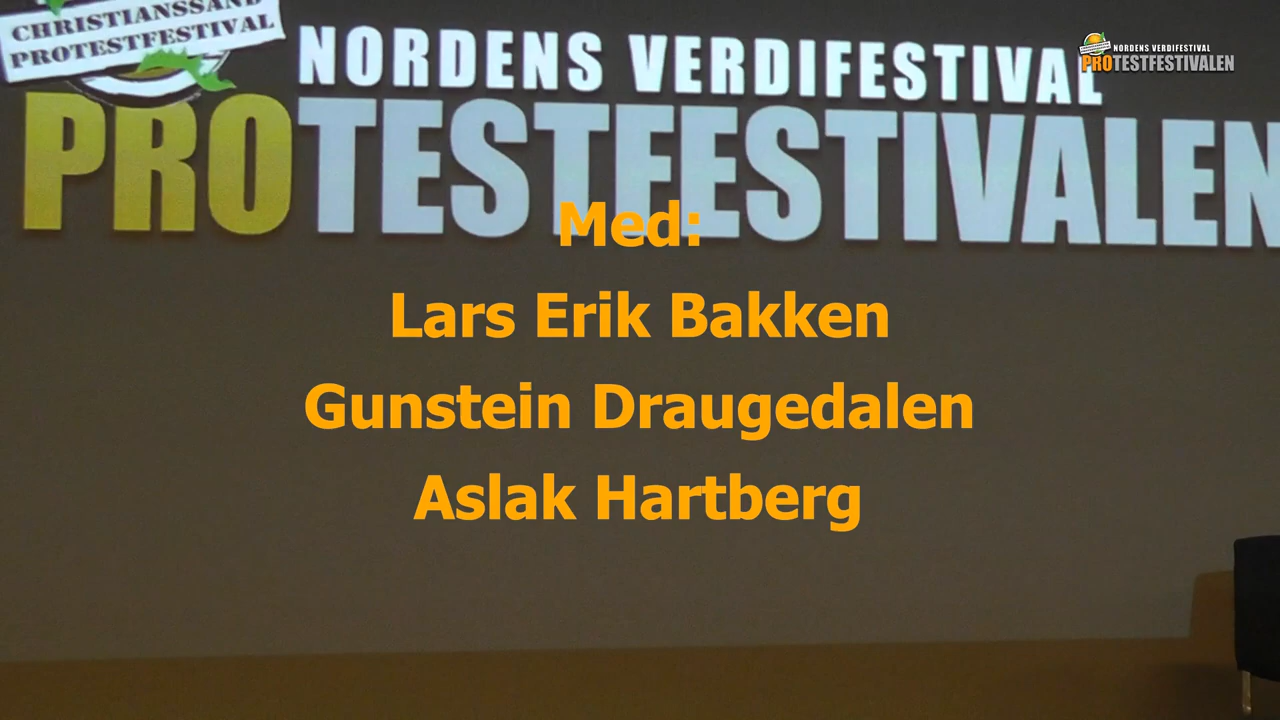 CHRISTIANSSAND
PROTESTFESTIVAL
NORDENS VERDIFESTIVAL
PROTESTFESTIVALEN
NORDENS VERDIFESTIVAL
PROTESTFESTIVALEN
Med:
Lars Erik Bakken
Gunstein Draugedalen
Aslak Hartberg